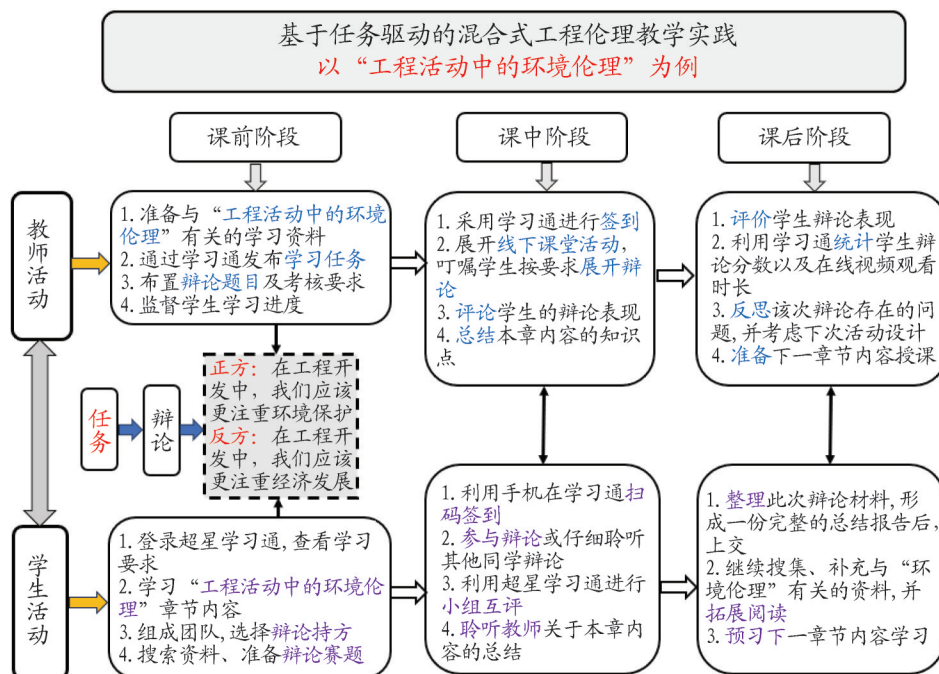 基于任务驱动的混合式工程伦理教学实践
以“工程活动中的环境伦理”为例
课前阶段
课中阶段
课后阶段
教师活动
1. 准备与“工程活动中的环境
伦理”有关的学习资料
2. 通过学习通发布学习任务
3. 布置辩论题目及考核要求
4. 监督学生学习进度
1. 采用学习通进行签到
2. 展开线下课堂活动,
叮嘱学生按要求展开辩
论
3. 评论学生的辩论表现
4. 总结本章内容的知识
点
1. 评价学生辩论表现
2. 利用学习通统计学生辩
论分数以及在线视频观看
时长
3. 反思该次辩论存在的问
题, 并考虑下次活动设计
4. 准备下一章节内容授课
任务
辩论
正方：在工程开
发中，我们应该
更注重环境保护
反方：在工程开
发中，我们应该
更注重经济发展
学生活动
1. 登录超星学习通, 查看学习
要求
2. 学习“工程活动中的环境伦
理”章节内容
3. 组成团队, 选择辩论持方
4. 搜索资料、准备辩论赛题
1. 利用手机在学习通扫
码签到
2. 参与辩论或仔细聆听
其他同学辩论
3. 利用超星学习通进行
小组互评
4. 聆听教师关于本章内
容的总结
1. 整理此次辩论材料, 形
成一份完整的总结报告后,
上交
2. 继续搜集、补充与“环
境伦理”有关的资料, 并
拓展阅读
3. 预习下一章节内容学习